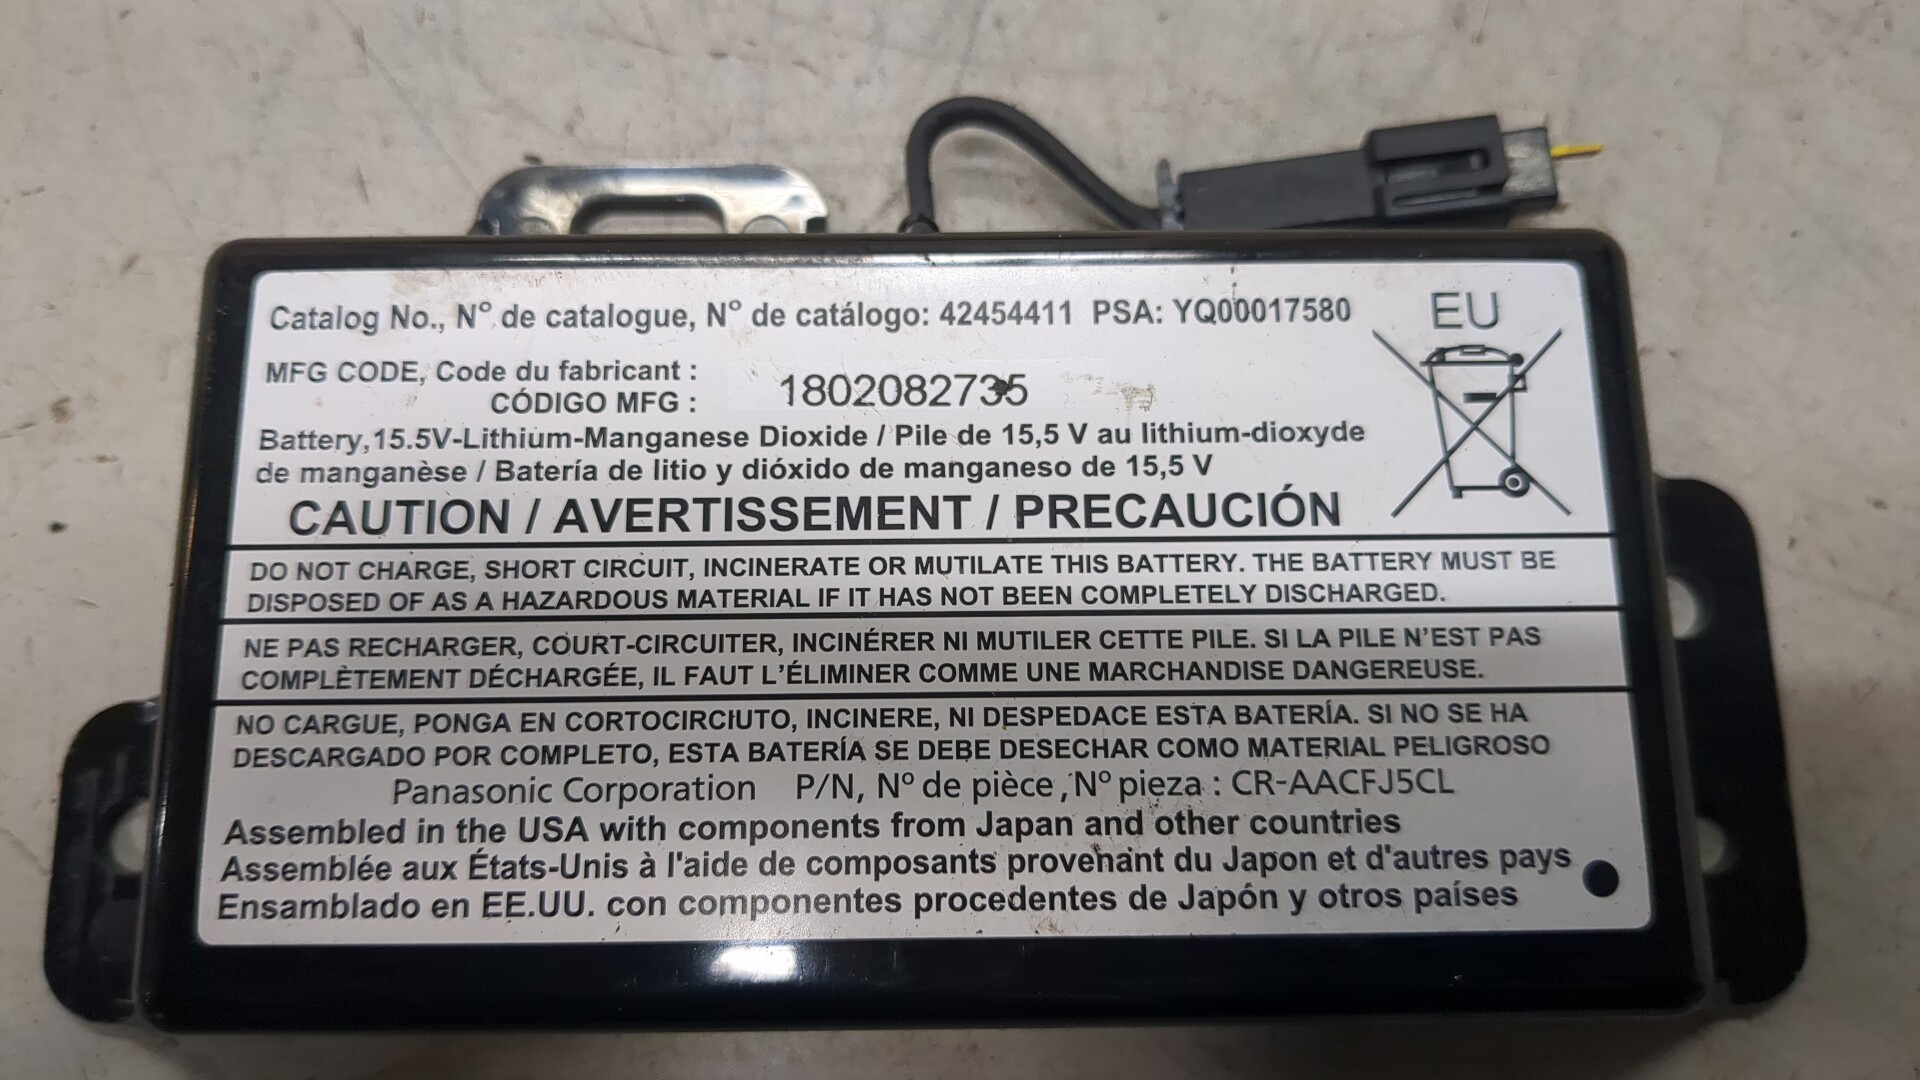 Catalog No., N° de catalogue, N° de catálogo: 42454411 PSA: YQ00017580
EU
MFG CODE, Code du fabricant :
CÓDIGO MFG :
1802082735
Battery,15.5V-Lithium-Manganese Dioxide / Pile de 15,5 V au lithium-dioxyde
de manganèse / Batería de litio y dióxido de manganeso de 15,5 V
CAUTION / AVERTISSEMENT / PRECAUCIÓN
DO NOT CHARGE, SHORT CIRCUIT, INCINERATE OR MUTILATE THIS BATTERY. THE BATTERY MUST BE
DISPOSED OF AS A HAZARDOUS MATERIAL IF IT HAS NOT BEEN COMPLETELY DISCHARGED.
NE PAS RECHARGER, COURT-CIRCUITER, INCINÉRER NI MUTILER CETTE PILE. SI LA PILE N'EST PAS
COMPLÈTEMENT DÉCHARGÉE, IL FAUT L'ÉLIMINER COMME UNE MARCHANDISE DANGEREUSE.
NO CARGUE, PONGA EN CORTOCIRCIUTO, INCINERE, NI DESPEDACE ESTA BATERÍA. SI NO SE HA
DESCARGADO POR COMPLETO, ESTA BATERÍA SE DEBE DESECHAR COMO MATERIAL PELIGROSO
Panasonic Corporation P/N, N° de pièce, N° pieza : CR-AACFJ5CL
Assembled in the USA with components from Japan and other countries
Assemblée aux États-Unis à l'aide de composants provenant du Japon et d'autres pays
Ensamblado en EE.UU. con componentes procedentes de Japón y otros países